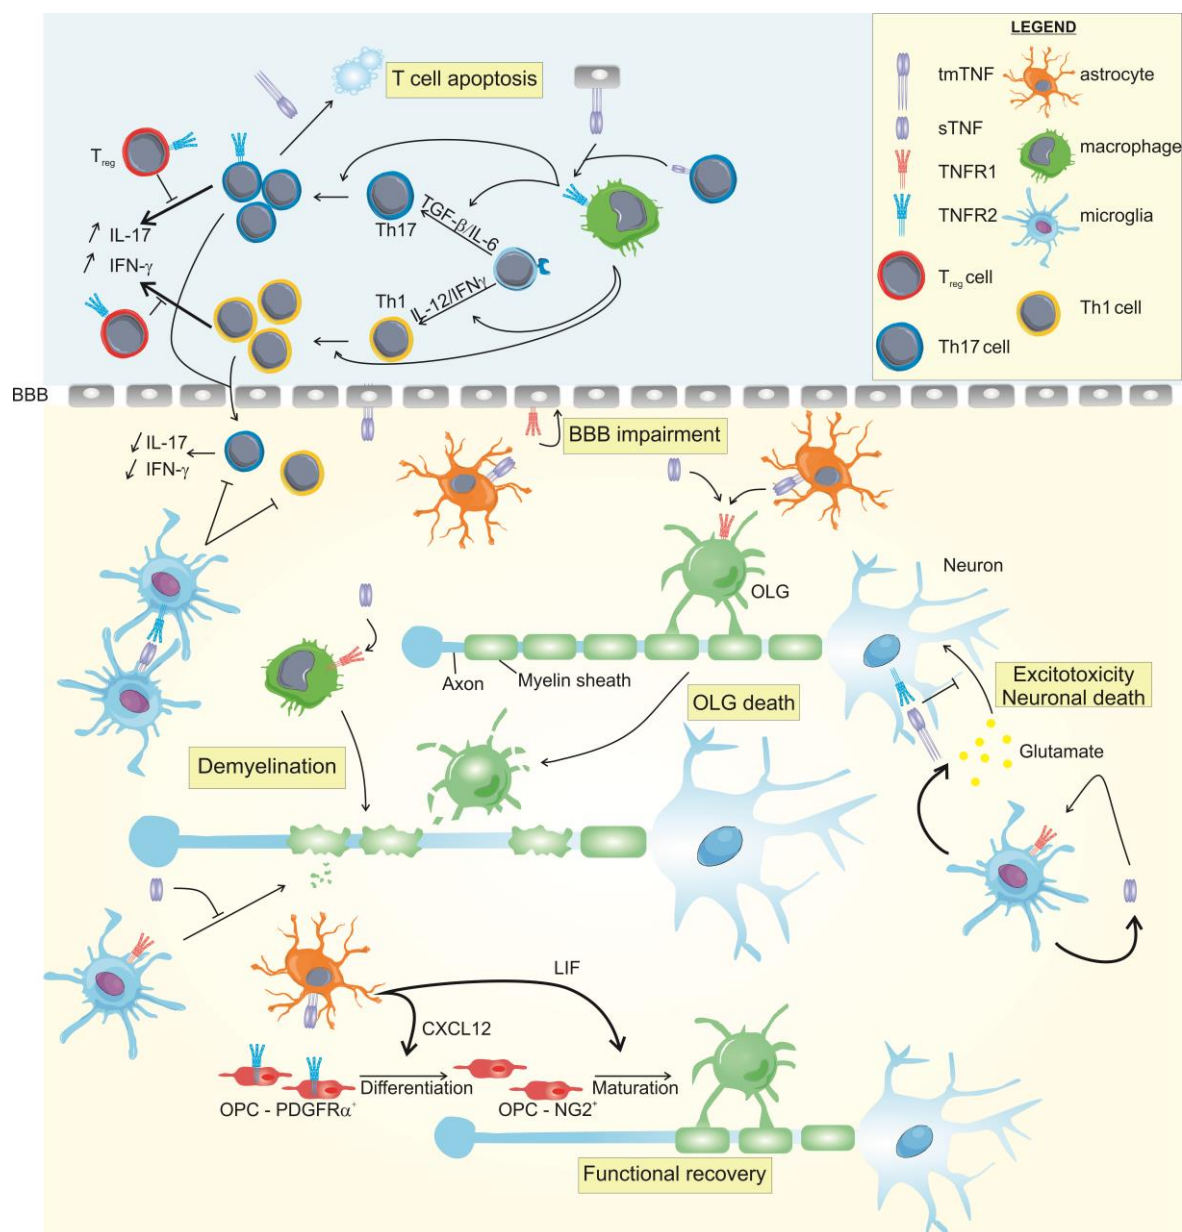 LEGEND
tmTNF
astrocyte
sTNF
macrophage
TNFR1
TNFR2
microglia
Treg cell
Th1 cell
Th17 cell
T cell apoptosis
Treg
IL-17
IFN-γ
Th17
TGF-β/IL-6
Th1
IL-12/IFNγ
BBB
BBB impairment
IL-17
IFN-γ
OLG
Neuron
Axon
Myelin sheath
OLG death
Excitotoxicity
Neuronal death
Glutamate
Demyelination
LIF
CXCL12
Differentiation
Maturation
OPC - PDGFRα+
OPC - NG2+
Functional recovery